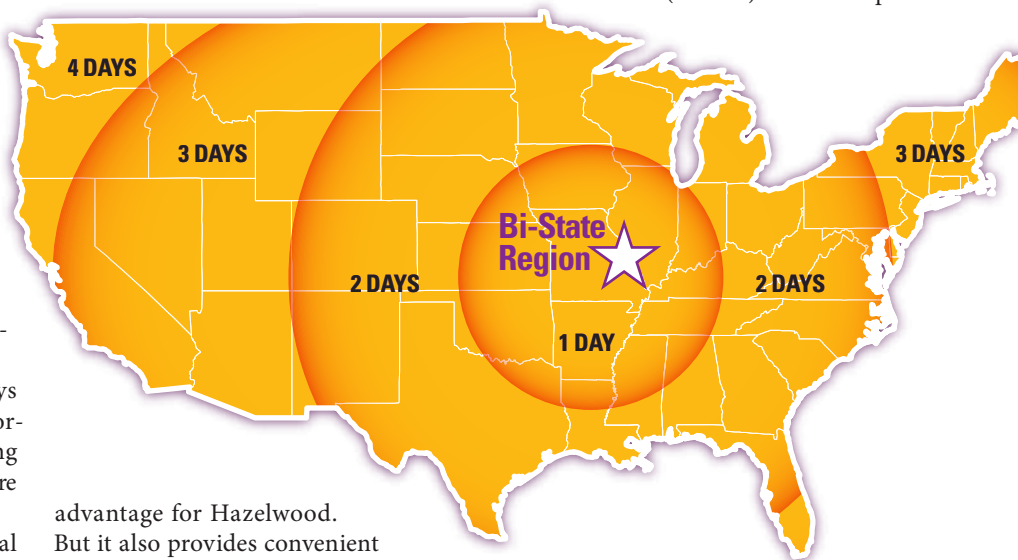 4 DAYS
3 DAYS
3 DAYS
Bi-State
Region
2 DAYS
2 DAYS
1 DAY
advantage for Hazelwood.
But it also provides convenient